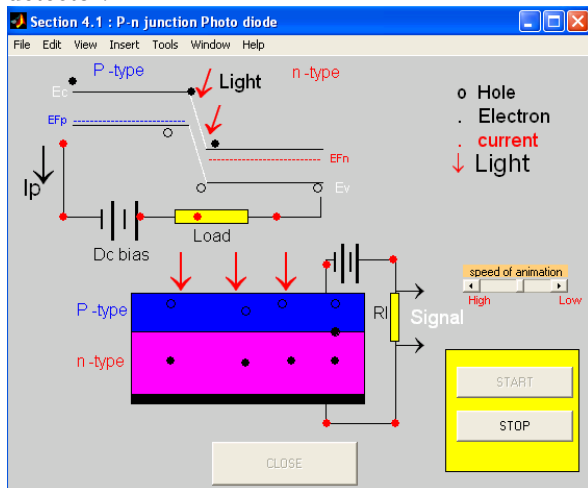 Section 4.1 : P-n junction Photo diode
File Edit View Insert Tools Window Help
P-type n-type
Light
Ec
EFp
EFn
Ev
o Hole
. Electron
. current
Light
Ip
Dc bias
Load
P-type
n-type
Rl
Signal
speed of animation
High Low
START
STOP
CLOSE